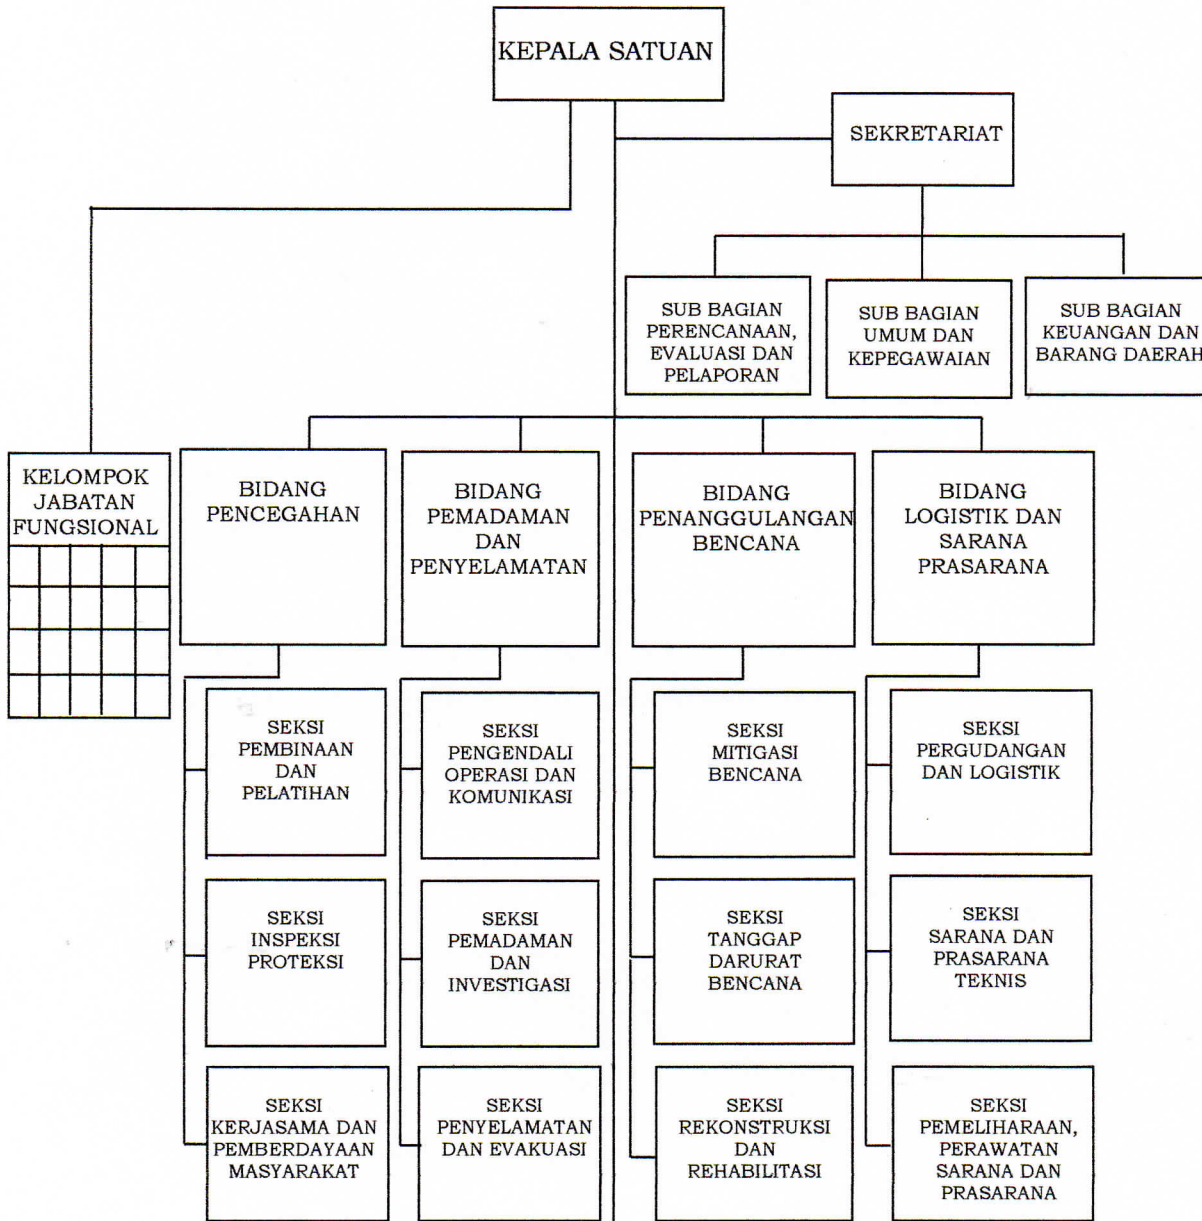 KEPALA SATUAN
SEKRETARIAT
SUB BAGIAN
PERENCANAAN,
EVALUASI DAN
PELAPORAN
SUB BAGIAN
UMUM DAN
KEPEGAWAIAN
SUB BAGIAN
KEUANGAN DAN
BARANG DAERAH
KELOMPOK
JABATAN
FUNGSIONAL
BIDANG
PENCEGAHAN
BIDANG
PEMADAMAN
DAN
PENYELAMATAN
BIDANG
PENANGGULANGAN
BENCANA
BIDANG
LOGISTIK DAN
SARANA
PRASARANA
SEKSI
PEMBINAAN
DAN
PELATIHAN
SEKSI
PENGENDALI
OPERASI DAN
KOMUNIKASI
SEKSI
MITIGASI
BENCANA
SEKSI
PERGUDANGAN
DAN LOGISTIK
SEKSI
INSPEKSI
PROTEKSI
SEKSI
PEMADAMAN
DAN
INVESTIGASI
SEKSI
TANGGAP
DARURAT
BENCANA
SEKSI
SARANA DAN
PRASARANA
TEKNIS
SEKSI
KERJASAMA DAN
PEMBERDAYAAN
MASYARAKAT
SEKSI
PENYELAMATAN
DAN EVAKUASI
SEKSI
REKONSTRUKSI
DAN
REHABILITASI
SEKSI
PEMELIHARAAN,
PERAWATAN
SARANA DAN
PRASARANA